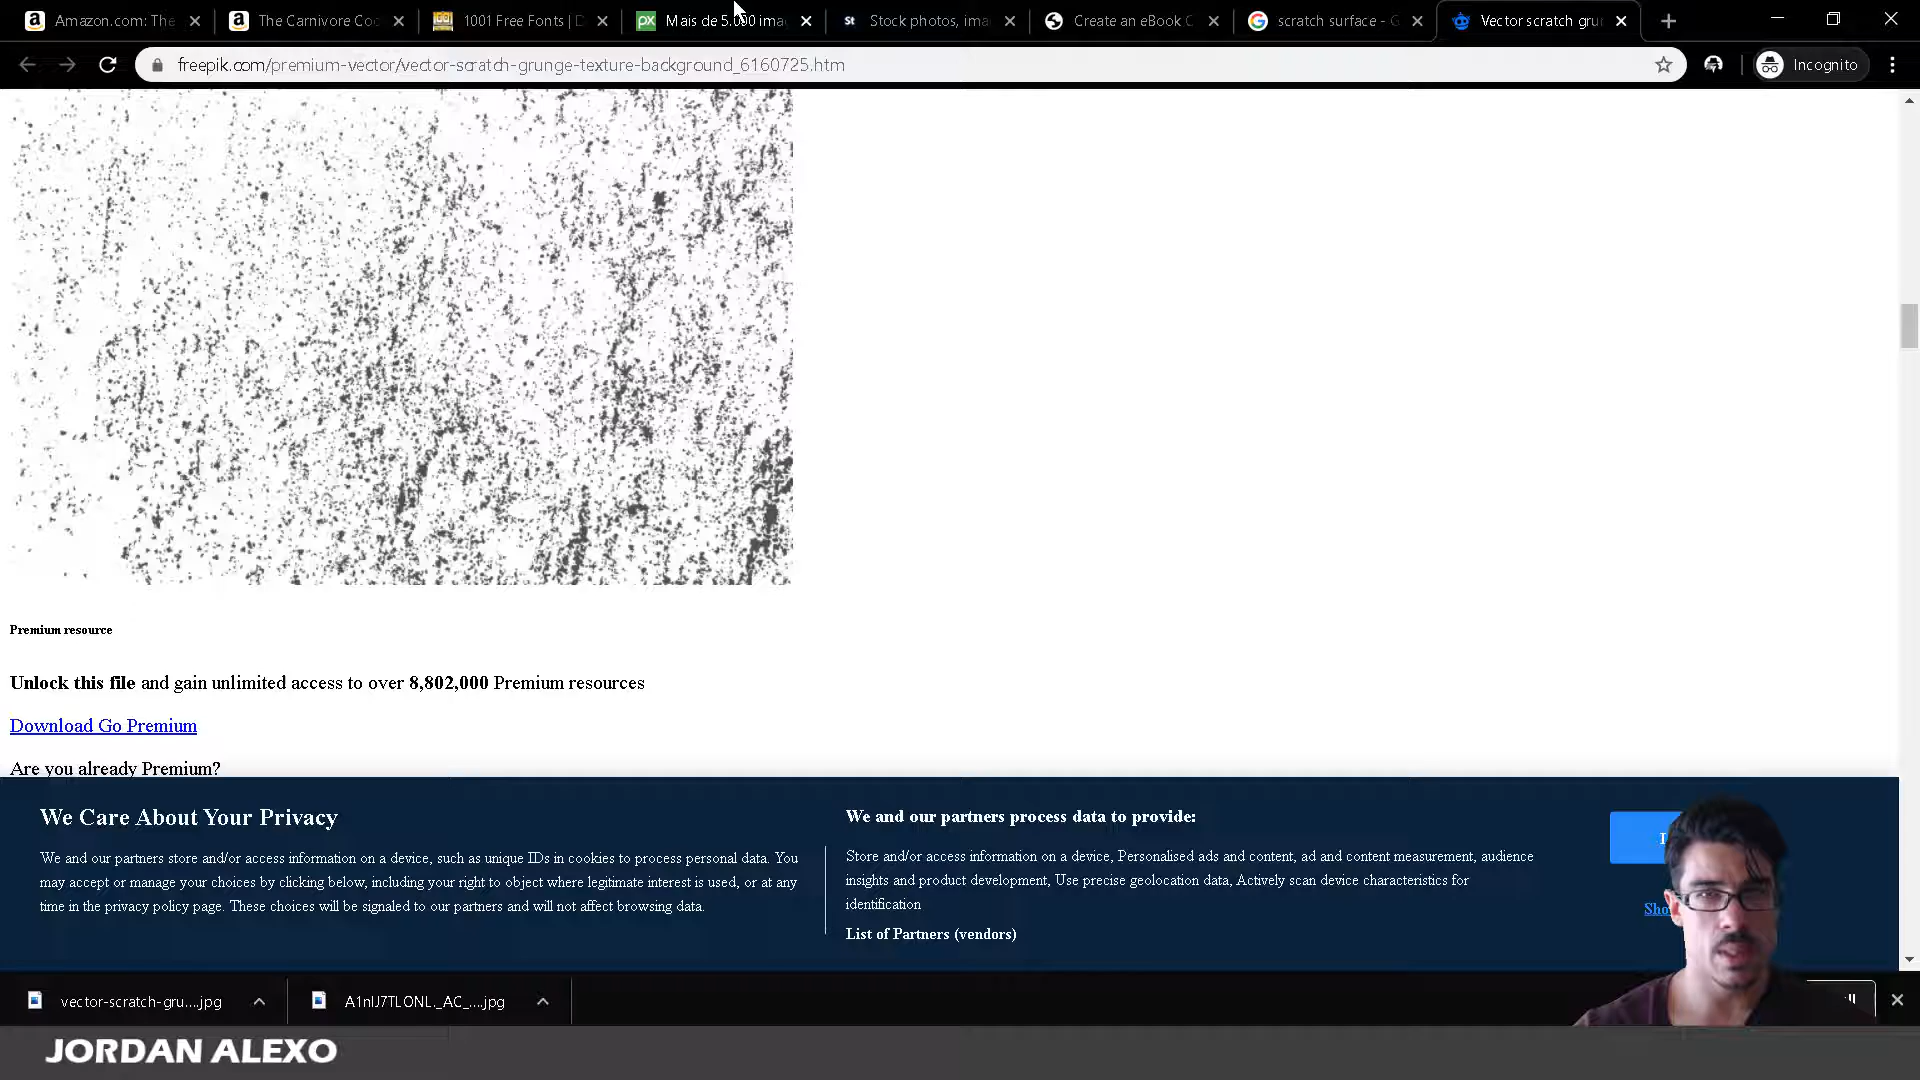 Amazon.com: The
The Carnivore Coo
1001 Free Fonts | D
Mais de 5.000 ima
Stock photos, ima
Create an eBook C
scratch surface - G
Vector scratch grun
freepik.com/premium-vector/vector-scratch-grunge-texture-background_6160725.htm
Incognito
Premium resource
Unlock this file and gain unlimited access to over 8,802,000 Premium resources
Download Go Premium
Are you already Premium?
We Care About Your Privacy
We and our partners store and/or access information on a device, such as unique IDs in cookies to process personal data. You
may accept or manage your choices by clicking below, including your right to object where legitimate interest is used, or at any
time in the privacy policy page. These choices will be signaled to our partners and will not affect browsing data.
We and our partners process data to provide:
Store and/or access information on a device, Personalised ads and content, ad and content measurement, audience
insights and product development, Use precise geolocation data, Actively scan device characteristics for
identification
List of Partners (vendors)
Sho
vector-scratch-gru....jpg
JORDAN ALEXO